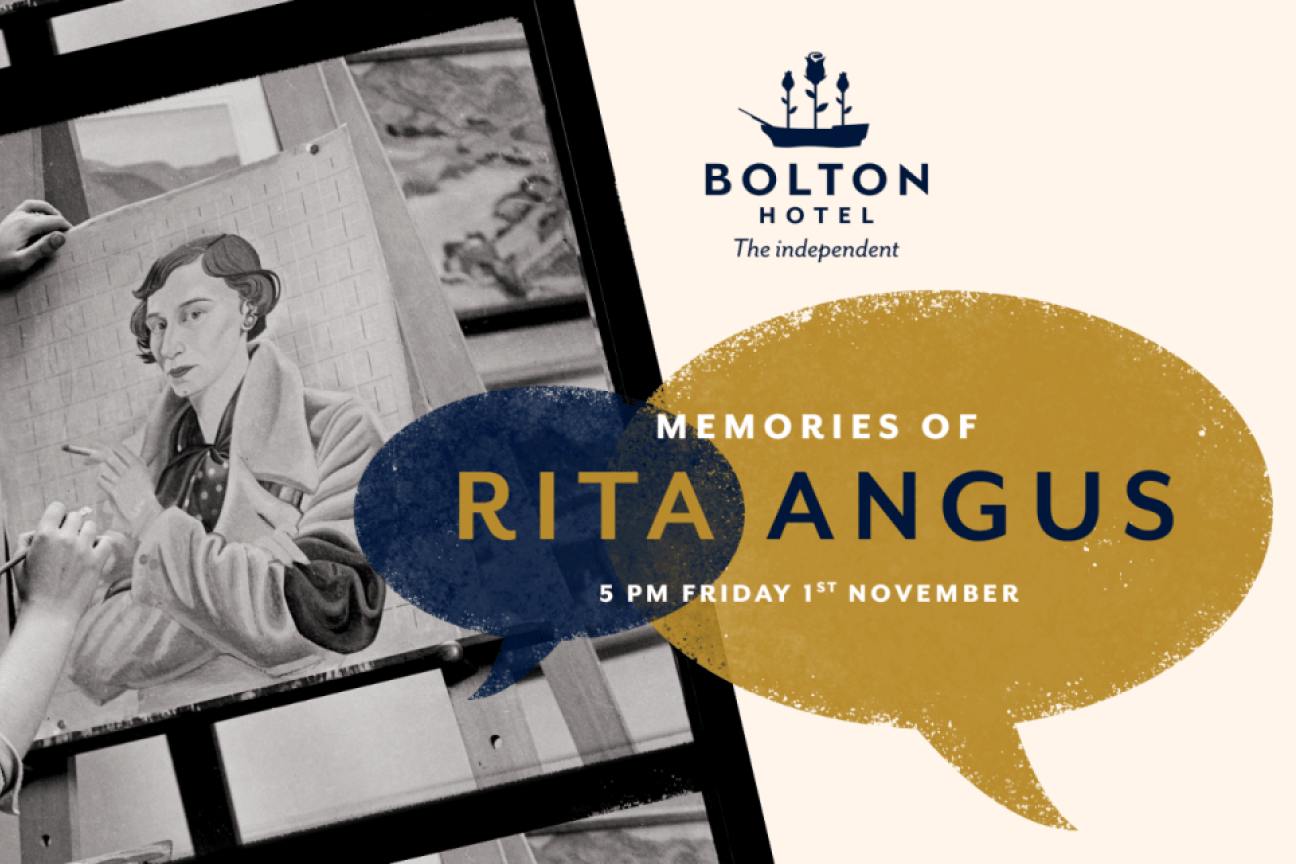 BOLTON
HOTEL
The independent
MEMORIES OF
RITA ANGUS
5 PM FRIDAY 1ST NOVEMBER